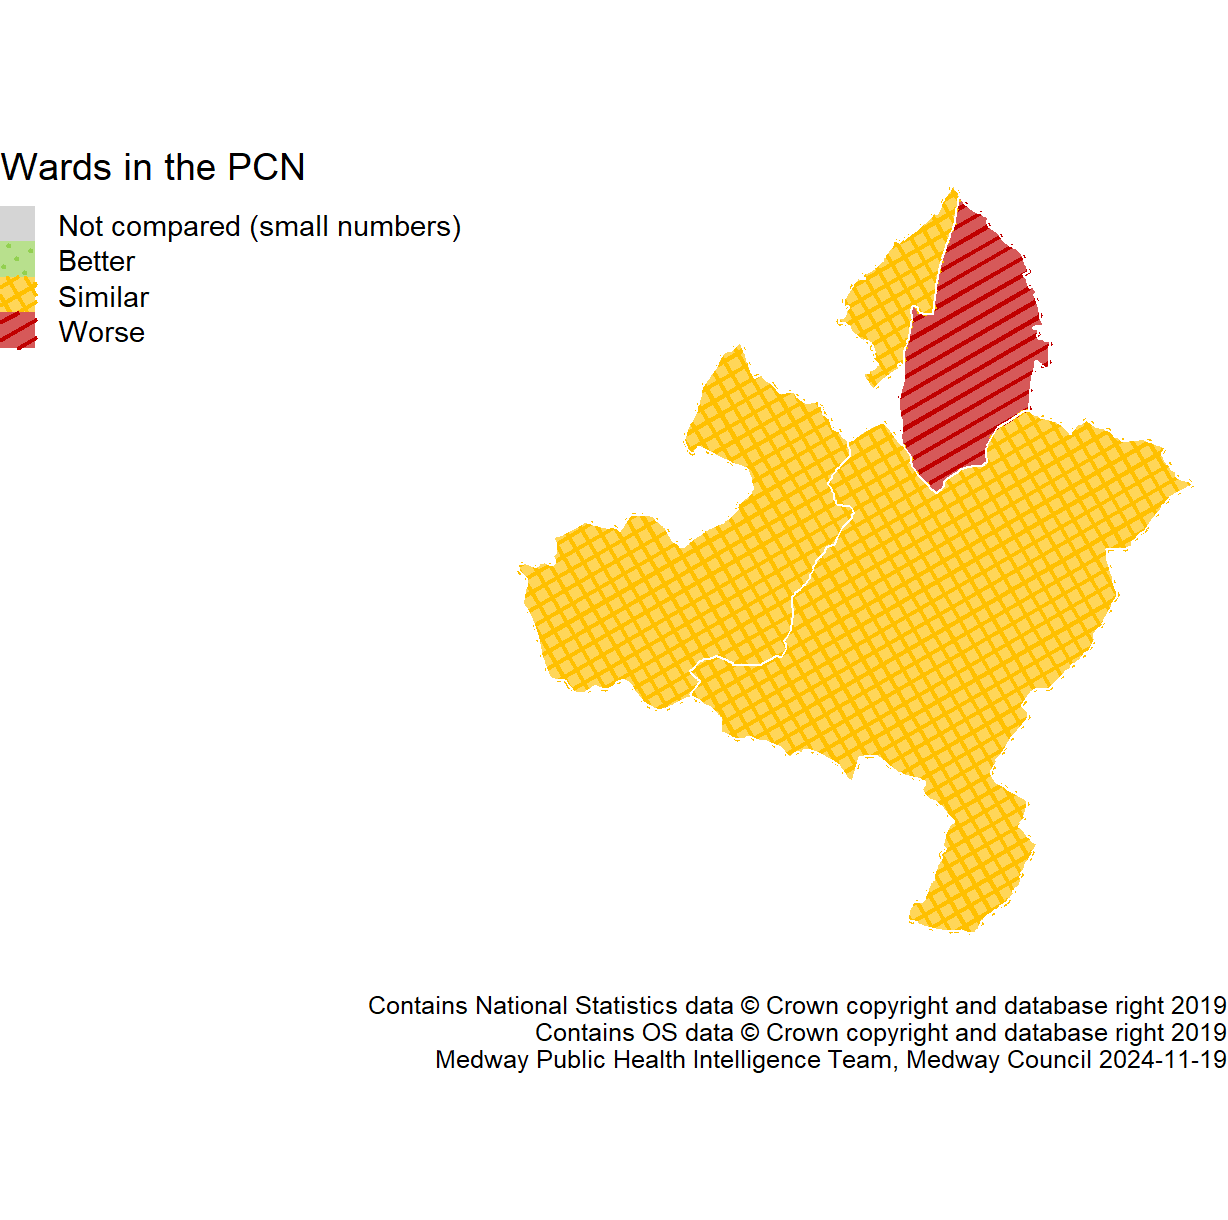 Wards in the PCN
Not compared (small numbers)
Better
Similar
Worse
Contains National Statistics data © Crown copyright and database right 2019
Contains OS data © Crown copyright and database right 2019
Medway Public Health Intelligence Team, Medway Council 2024-11-19